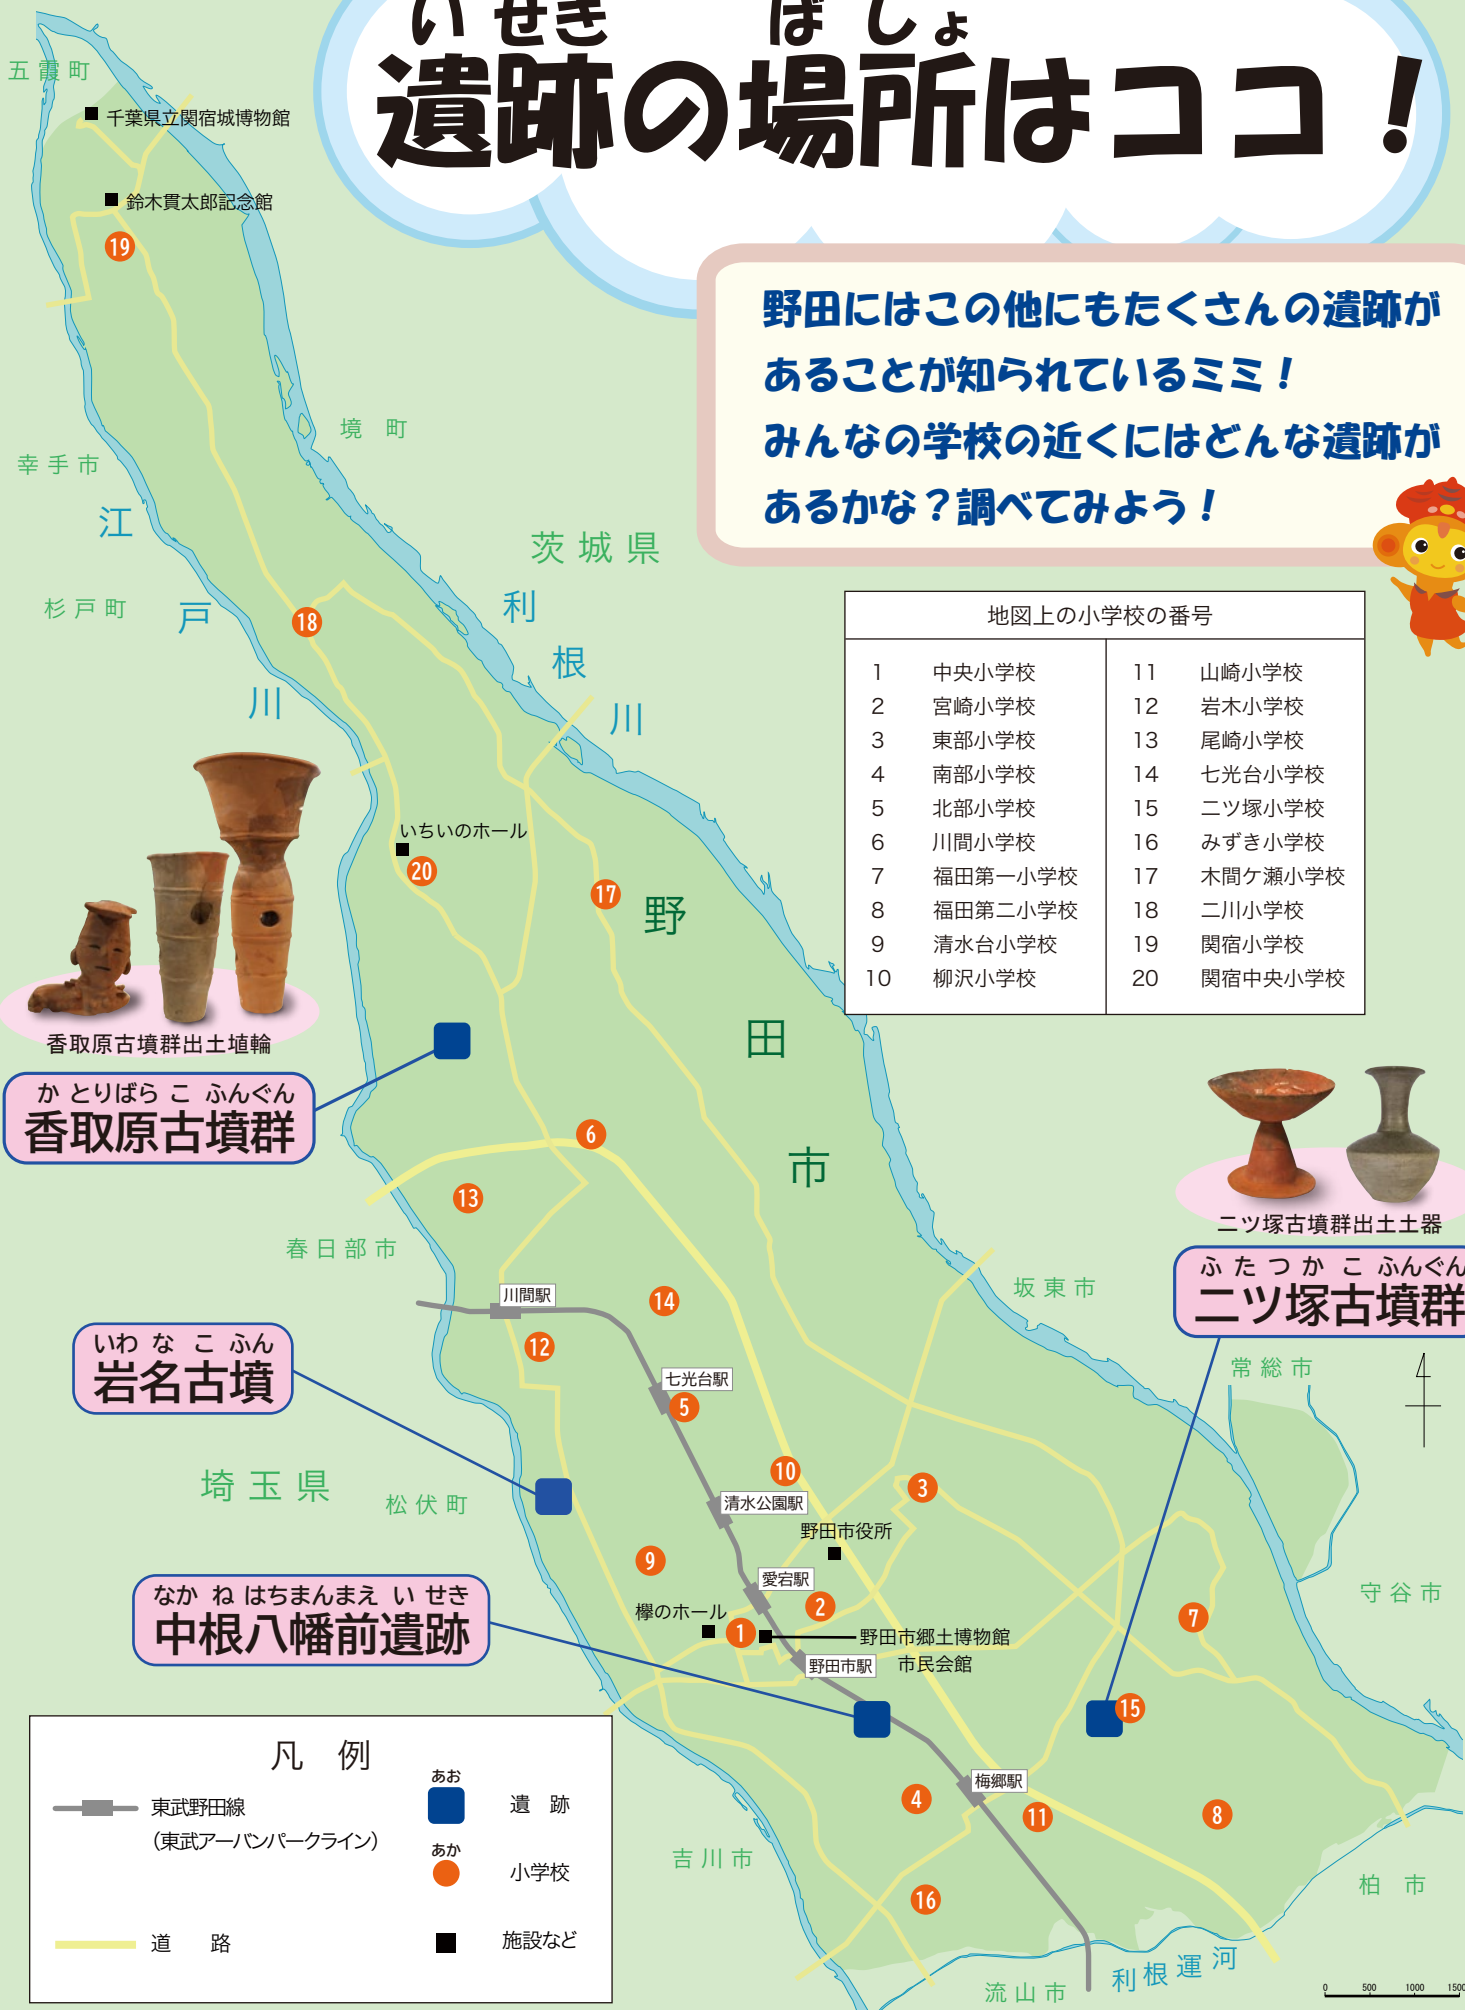 いせき ばしょ
遺跡の場所はココ!
野田にはこの他にもたくさんの遺跡が
あることが知られているミミ!
みんなの学校の近くにはどんな遺跡が
あるかな?調べてみよう!
五霞町
千葉県立関宿城博物館
鈴木貫太郎記念館
19
境 町
幸手市
江戸川
茨城県
杉戸町
利根川
18
地図上の小学校の番号
1 中央小学校
2 宮崎小学校
3 東部小学校
4 南部小学校
5 北部小学校
6 川間小学校
7 福田第一小学校
8 福田第二小学校
9 清水台小学校
10 柳沢小学校
11 山崎小学校
12 岩木小学校
13 尾崎小学校
14 七光台小学校
15 二ツ塚小学校
16 みずき小学校
17 木間ケ瀬小学校
18 二川小学校
19 関宿小学校
20 関宿中央小学校
いちいのホール
20
17
野田市
香取原古墳群出土埴輪
かとりばらこふんぐん
香取原古墳群
6
13
二ツ塚古墳群出土土器
ふたつかこふんぐん
二ツ塚古墳群
春日部市
坂東市
川間駅
14
12
いわなこふん
岩名古墳
七光台駅
5
常総市
埼玉県
松伏町
10
3
清水公園駅
野田市役所
9
愛宕駅
2
守谷市
なかねはちまんまえいせき
中根八幡前遺跡
欅のホール
1
野田市郷土博物館
市民会館
野田市駅
7
15
梅郷駅
4
11
8
吉川市
16
柏 市
利根運河
流山市
凡 例
東武野田線
(東武アーバンパークライン)
道 路
あお
遺 跡
あか
小学校
施設など
0 500 1000 1500